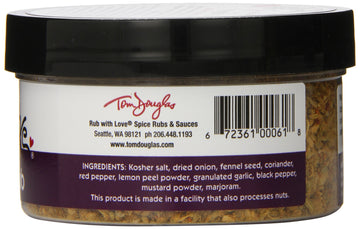 Tom Douglas
Rub with Love® Spice Rubs & Sauces
Seattle, WA 98121 ph 206.448.1193
www.tomdouglas.com
6 72361 00061 8
INGREDIENTS: Kosher salt, dried onion, fennel seed, coriander,
red pepper, lemon peel powder, granulated garlic, black pepper,
mustard powder, marjoram.
This product is made in a facility that also processes nuts.